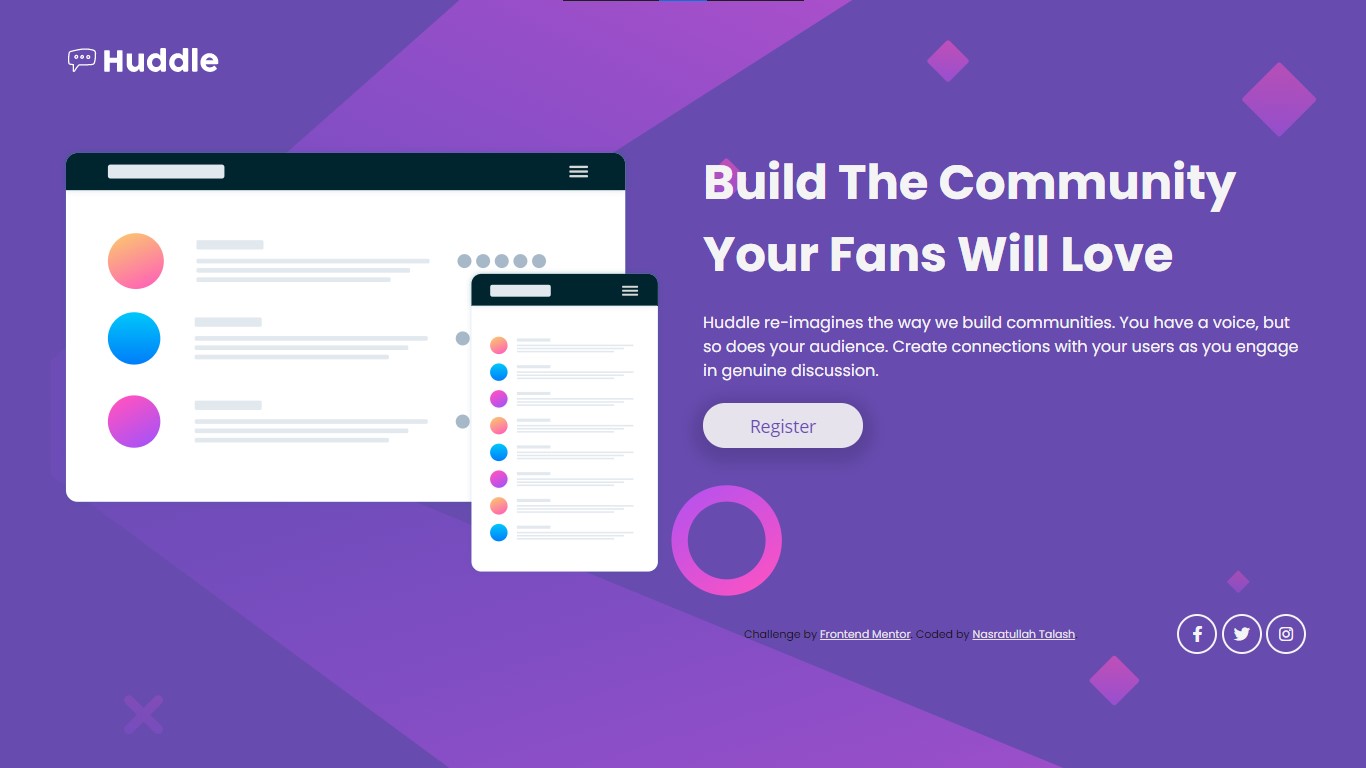 Huddle
Build The Community
Your Fans Will Love
Huddle re-imagines the way we build communities. You have a voice, but
so does your audience. Create connections with your users as you engage
in genuine discussion.
Register
Challenge by Frontend Mentor. Coded by Nasratullah Talash